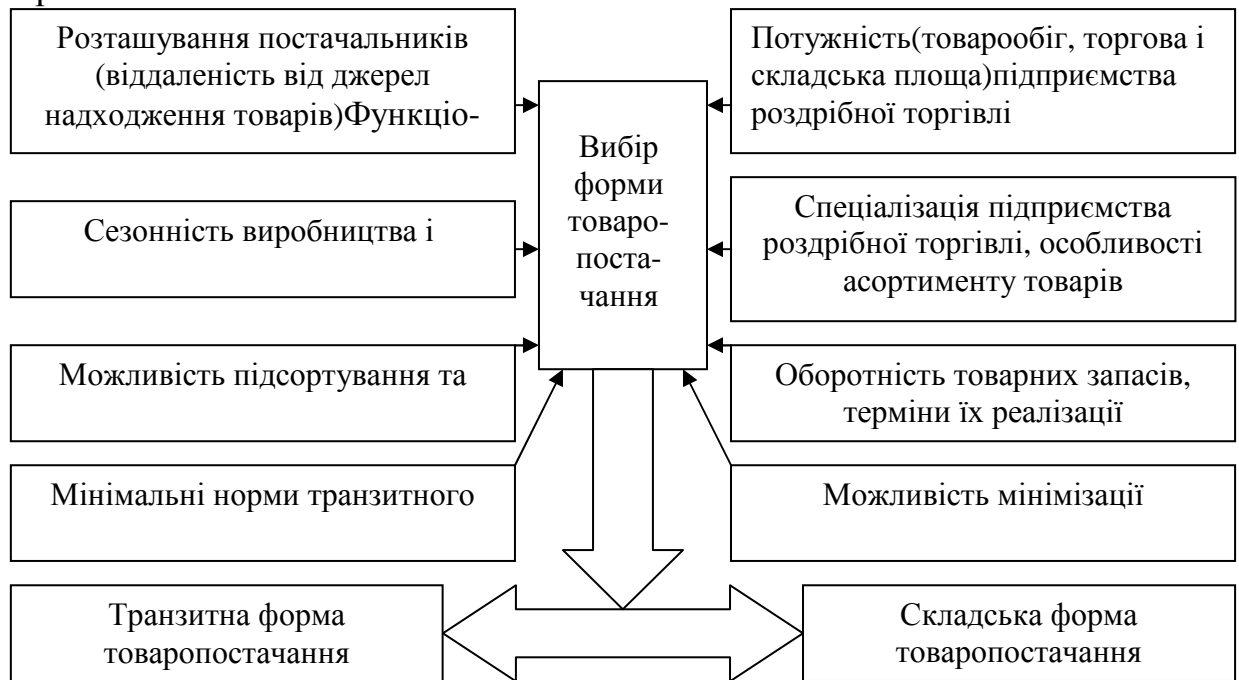 Розташування постачальників
(віддаленість від джерел
надходження товарів)Функціо-
Потужність(товарообіг, торгова і
складська площа)підприємства
роздрібної торгівлі
Вибір
форми
товаро-
поста-
чання
Сезонність виробництва і
Спеціалізація підприємства
роздрібної торгівлі, особливості
асортименту товарів
Можливість підсортування та
Оборотність товарних запасів,
терміни їх реалізації
Мінімальні норми транзитного
Можливість мінімізації
Транзитна форма
товаропостачання
Складська форма
товаропостачання